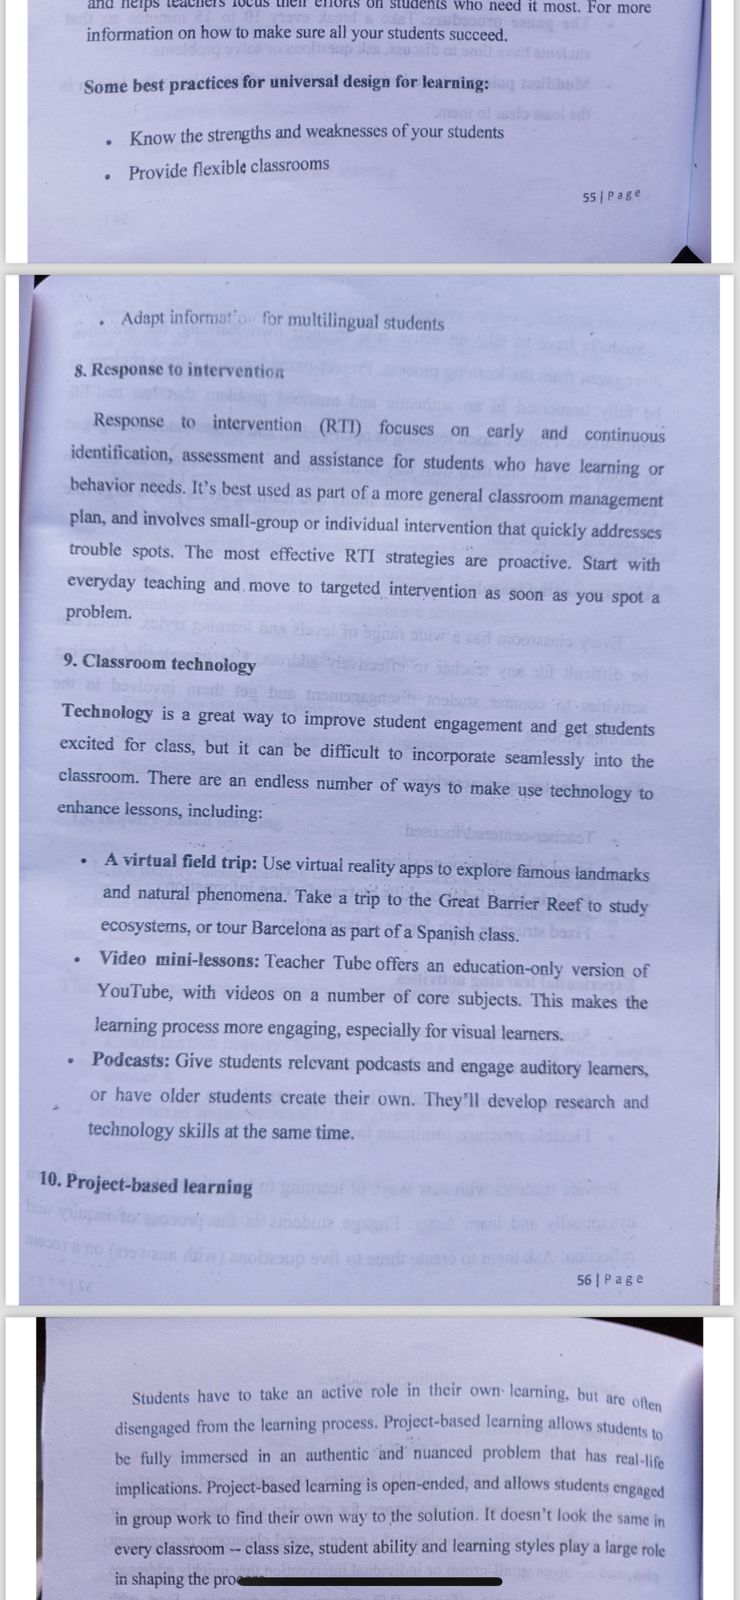 and helps teachers focus their efforts on students who need it most. For more
information on how to make sure all your students succeed.
Some best practices for universal design for learning:
• Know the strengths and weaknesses of your students
• Provide flexible classrooms
55 | Page
• Adapt information for multilingual students
8. Response to intervention
Response to intervention (RTI) focuses on early and continuous
identification, assessment and assistance for students who have learning or
behavior needs. It's best used as part of a more general classroom management
plan, and involves small-group or individual intervention that quickly addresses
trouble spots. The most effective RTI strategies are proactive. Start with
everyday teaching and move to targeted intervention as soon as you spot a
problem.
9. Classroom technology
Technology is a great way to improve student engagement and get students
excited for class, but it can be difficult to incorporate seamlessly into the
classroom. There are an endless number of ways to make use technology to
enhance lessons, including:
• A virtual field trip: Use virtual reality apps to explore famous landmarks
and natural phenomena. Take a trip to the Great Barrier Reef to study
ecosystems, or tour Barcelona as part of a Spanish class.
• Video mini-lessons: Teacher Tube offers an education-only version of
YouTube, with videos on a number of core subjects. This makes the
learning process more engaging, especially for visual learners.
• Podcasts: Give students relevant podcasts and engage auditory learners,
or have older students create their own. They'll develop research and
technology skills at the same time.
10. Project-based learning
56 | Page
Students have to take an active role in their own learning, but are often
disengaged from the learning process. Project-based learning allows students to
be fully immersed in an authentic and nuanced problem that has real-life
implications. Project-based learning is open-ended, and allows students engaged
in group work to find their own way to the solution. It doesn't look the same in
every classroom -- class size, student ability and learning styles play a large role
in shaping the